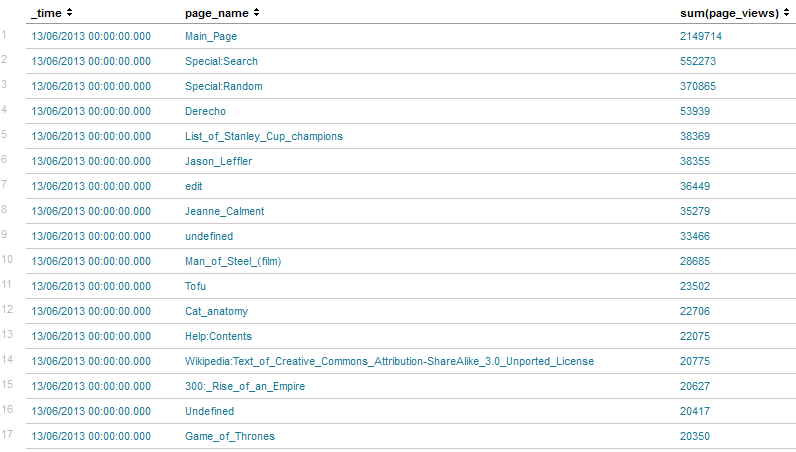 _time page_name sum(page_views)
1 13/06/2013 00:00:00.000 Main_Page 2149714
2 13/06/2013 00:00:00.000 Special:Search 552273
3 13/06/2013 00:00:00.000 Special:Random 370865
4 13/06/2013 00:00:00.000 Derecho 53939
5 13/06/2013 00:00:00.000 List_of_Stanley_Cup_champions 38369
6 13/06/2013 00:00:00.000 Jason_Leffler 38355
7 13/06/2013 00:00:00.000 edit 36449
8 13/06/2013 00:00:00.000 Jeanne_Calment 35279
9 13/06/2013 00:00:00.000 undefined 33466
10 13/06/2013 00:00:00.000 Man_of_Steel_(film) 28685
11 13/06/2013 00:00:00.000 Tofu 23502
12 13/06/2013 00:00:00.000 Cat_anatomy 22706
13 13/06/2013 00:00:00.000 Help:Contents 22075
14 13/06/2013 00:00:00.000 Wikipedia:Text_of_Creative_Commons_Attribution-ShareAlike_3.0_Unported_License 20775
15 13/06/2013 00:00:00.000 300:_Rise_of_an_Empire 20627
16 13/06/2013 00:00:00.000 Undefined 20417
17 13/06/2013 00:00:00.000 Game_of_Thrones 20350